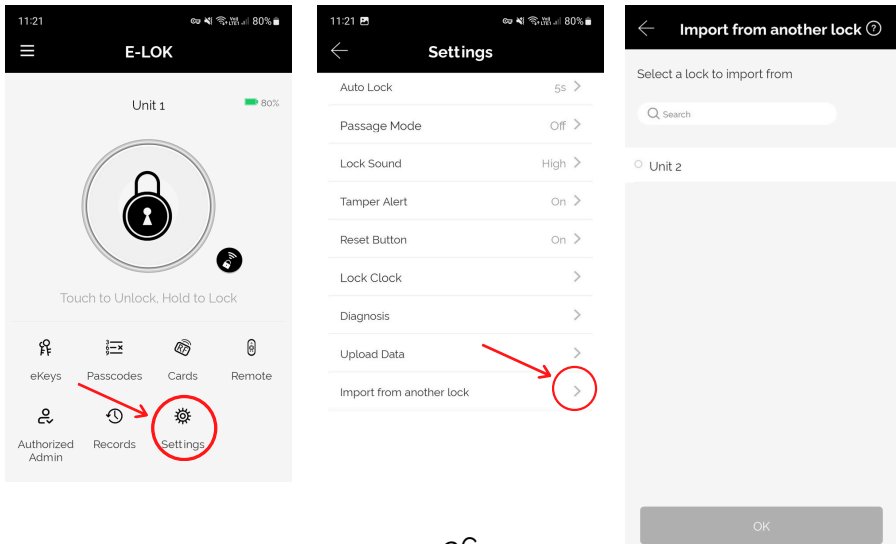 11:21
80%
E-LOK
Unit 1
80%
Touch to Unlock, Hold to Lock
eKeys
Passcodes
Cards
Remote
Authorized
Admin
Records
Settings
11:21
80%
Settings
Auto Lock 5s
Passage Mode Off
Lock Sound High
Tamper Alert On
Reset Button On
Lock Clock
Diagnosis
Upload Data
Import from another lock
Import from another lock ?
Select a lock to import from
Search
Unit 2
OK